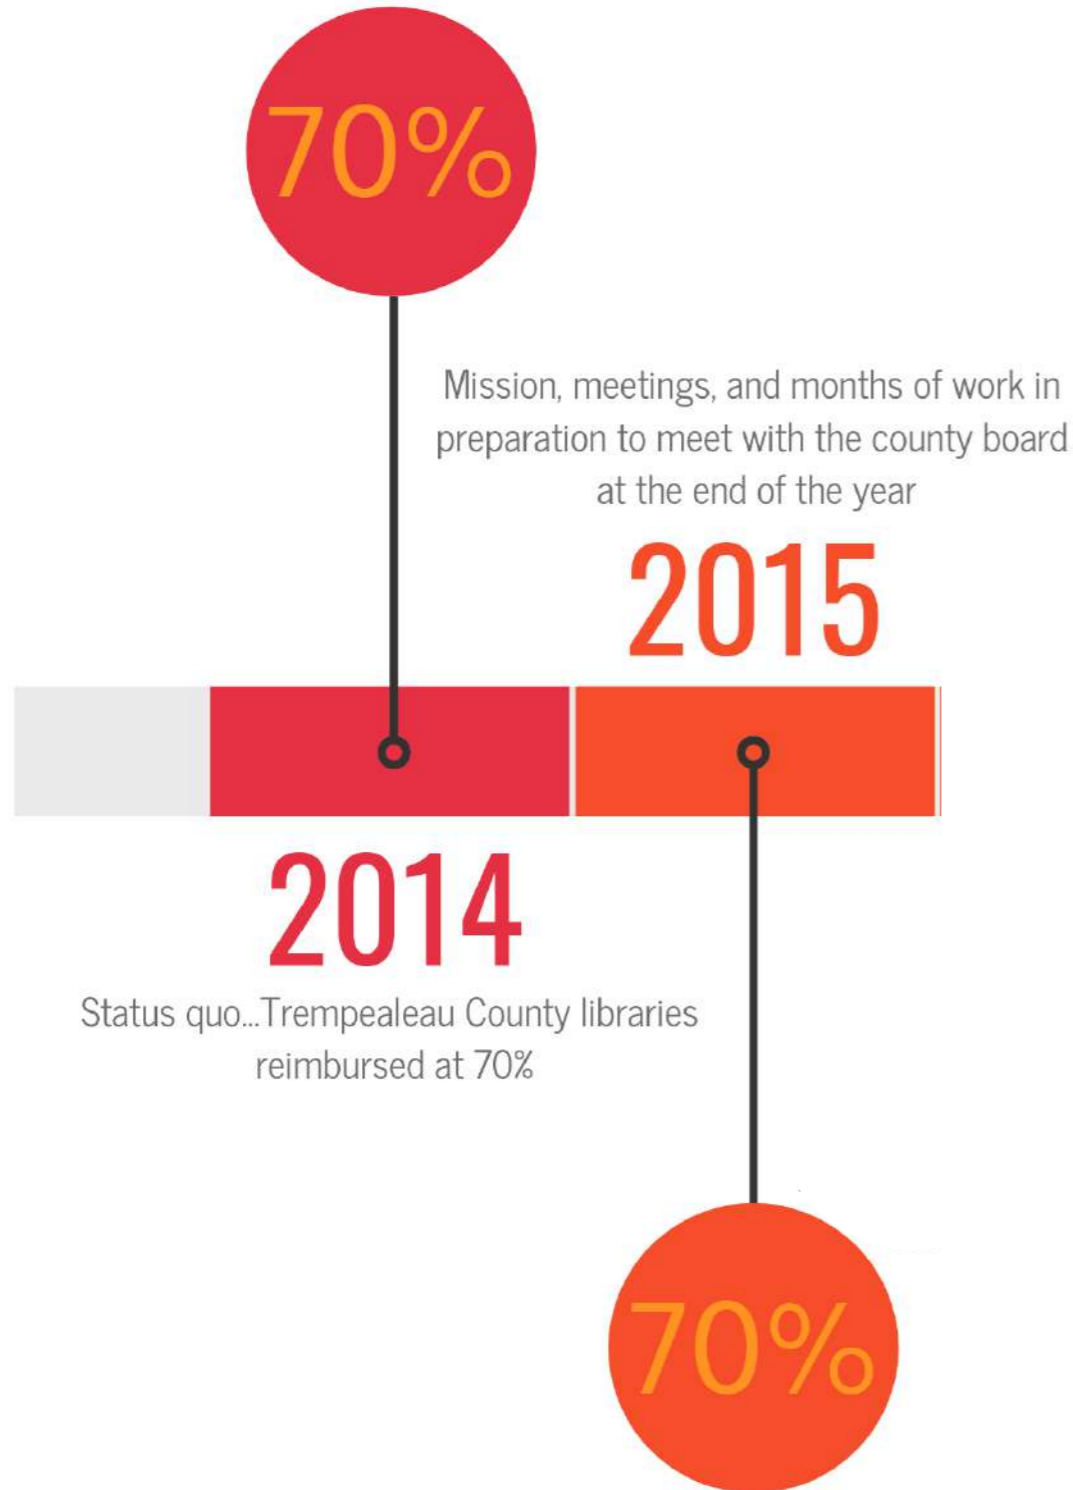 70%
Mission, meetings, and months of work in
preparation to meet with the county board
at the end of the year
2015
2014
Status quo...Trempealeau County libraries
reimbursed at 70%
70%